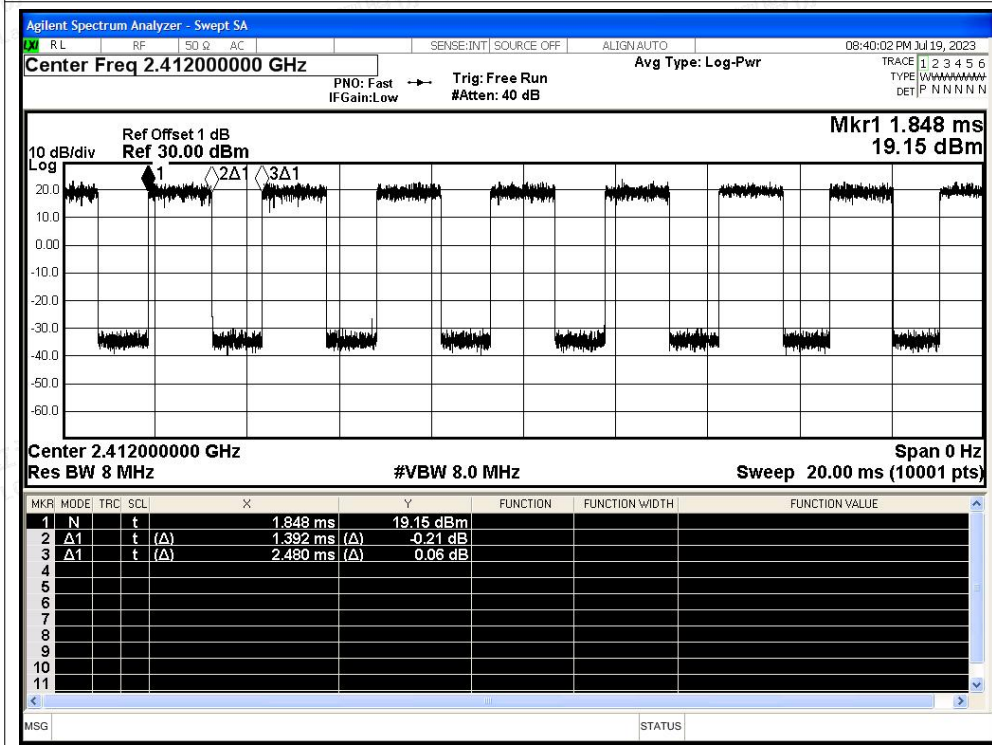 Agilent Spectrum Analyzer - Swept SA
LXI RL RF 50 Ω AC SENSE:INT SOURCE OFF ALIGN AUTO 08:40:02 PM Jul 19, 2023
Center Freq 2.412000000 GHz
PNO: Fast
IFGain:Low
Trig: Free Run
#Atten: 40 dB
Avg Type: Log-Pwr
TRACE 1 2 3 4 5 6
TYPE W
DET P N N N N N
Mkr1 1.848 ms
19.15 dBm
Ref Offset 1 dB
10 dB/div Ref 30.00 dBm
Log
1 2Δ1 3Δ1
20.0
10.0
0.00
-10.0
-20.0
-30.0
-40.0
-50.0
-60.0
Center 2.412000000 GHz Span 0 Hz
Res BW 8 MHz #VBW 8.0 MHz Sweep 20.00 ms (10001 pts)
MKR MODE TRC SCL X Y FUNCTION FUNCTION WIDTH FUNCTION VALUE
1 N t 1.848 ms 19.15 dBm
2 Δ1 t (Δ) 1.392 ms (Δ) -0.21 dB
3 Δ1 t (Δ) 2.480 ms (Δ) 0.06 dB
4
5
6
7
8
9
10
11
MSG STATUS